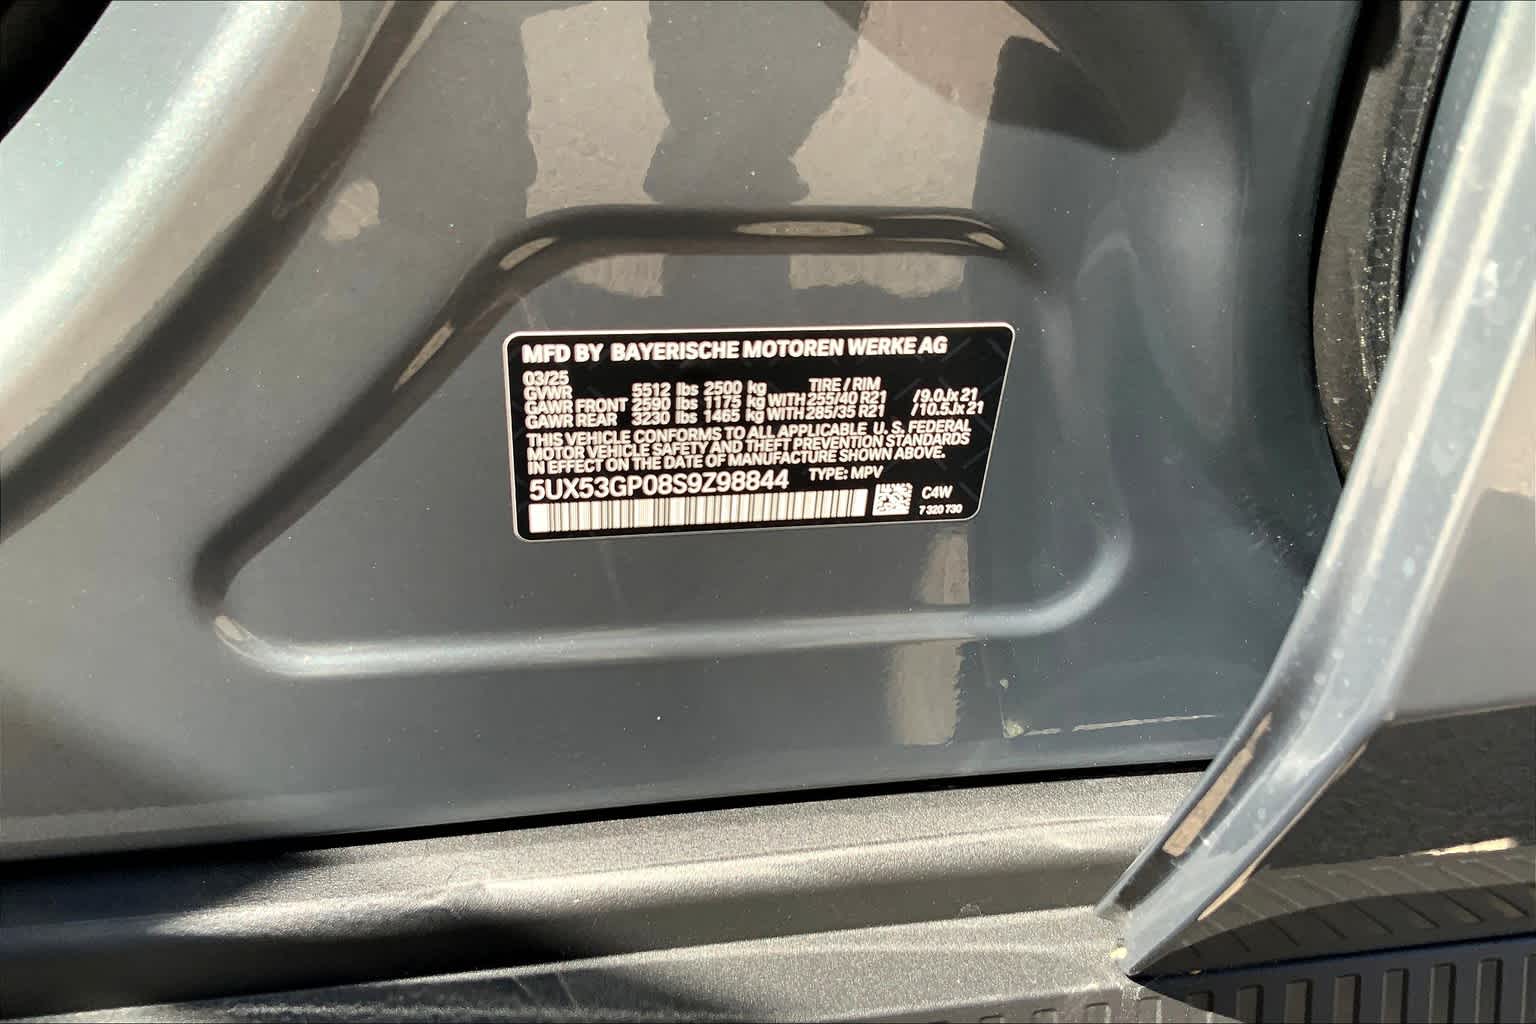 MFD BY BAYERISCHE MOTOREN WERKE AG
03/25
GVWR 5512 lbs 2500 kg TIRE / RIM
GAWR FRONT 2590 lbs 1175 kg WITH 255/40 R21 /9.0Jx21
GAWR REAR 3230 lbs 1465 kg WITH 285/35 R21 /10.5Jx21
THIS VEHICLE CONFORMS TO ALL APPLICABLE U. S. FEDERAL
MOTOR VEHICLE SAFETY AND THEFT PREVENTION STANDARDS
IN EFFECT ON THE DATE OF MANUFACTURE SHOWN ABOVE.
5UX53GP08S9Z98844 TYPE: MPV
C4W
7 320 730